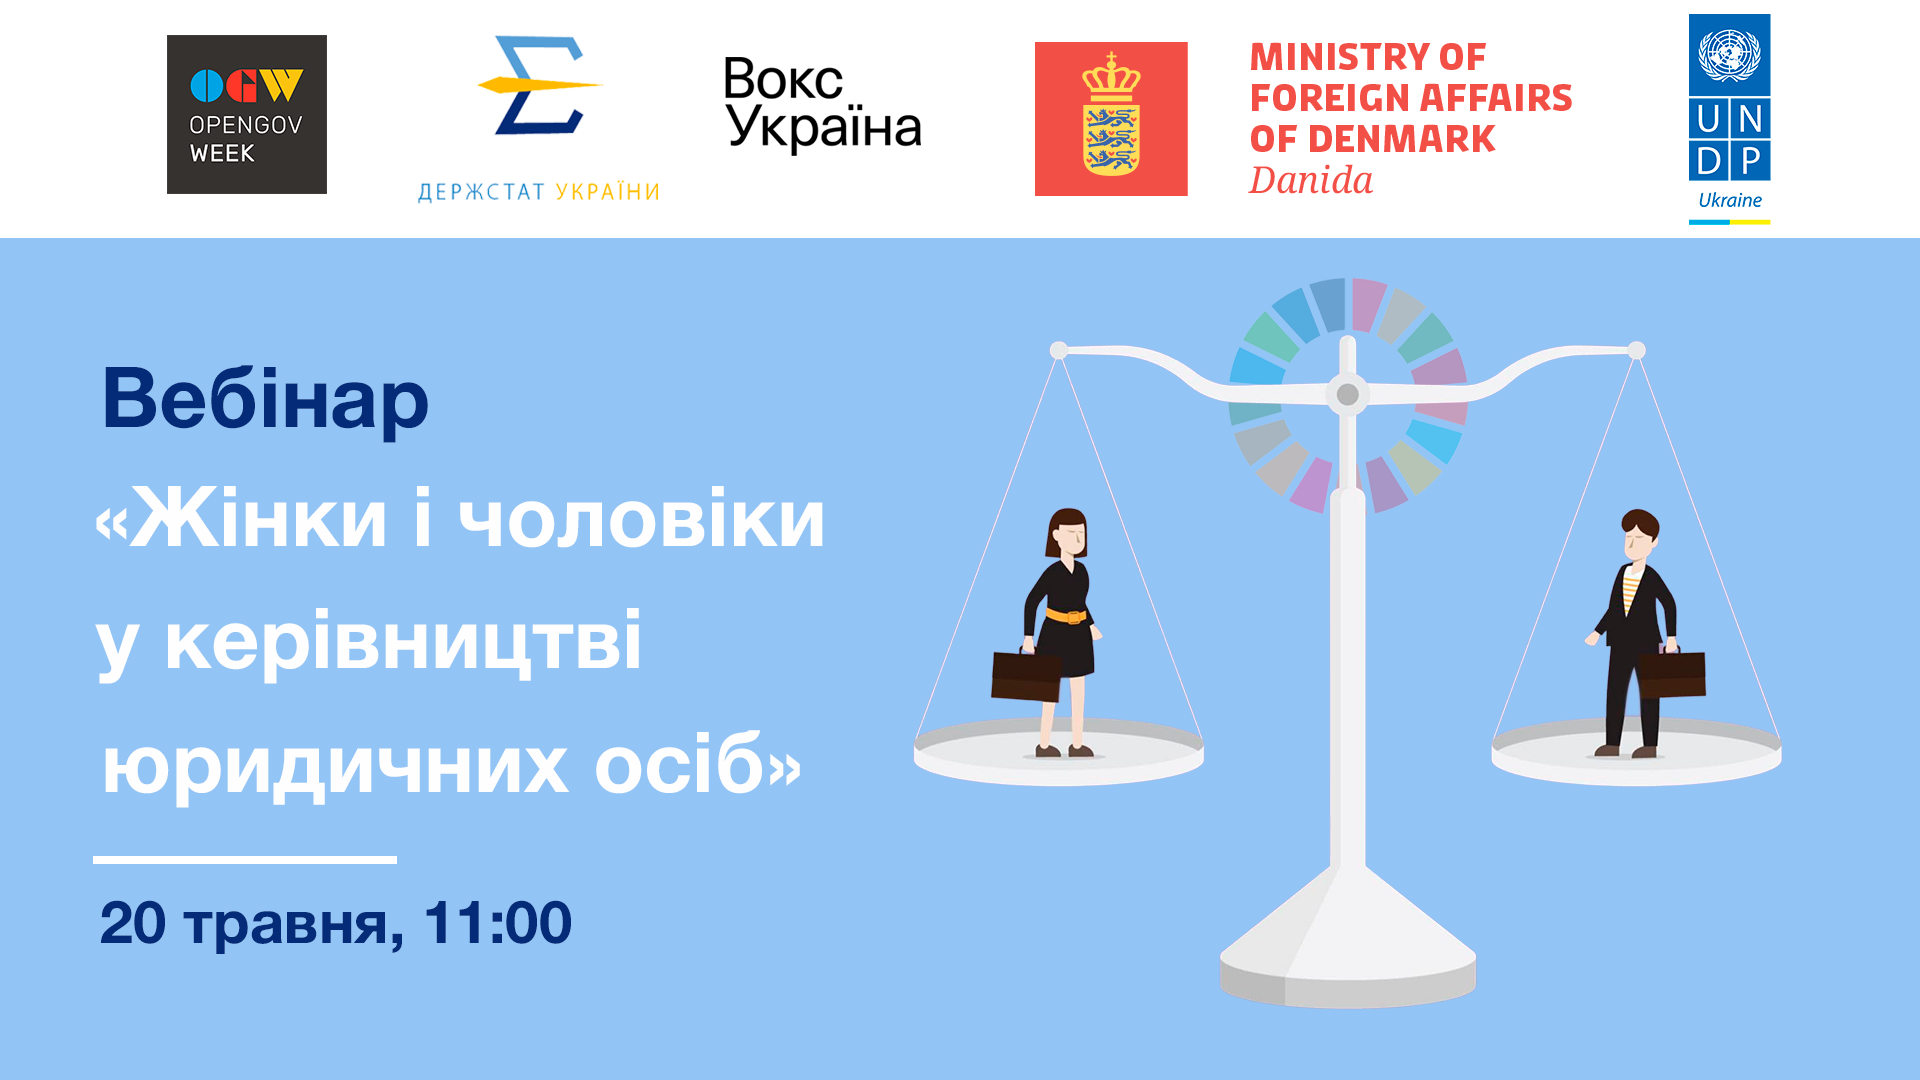 OGW
OPENGOV
WEEK
ДЕРЖСТАТ УКРАЇНИ
Вокс
Україна
MINISTRY OF
FOREIGN AFFAIRS
OF DENMARK
Danida
U N
D P
Ukraine
Вебінар
«Жінки і чоловіки
у керівництві
юридичних осіб»
20 травня, 11:00